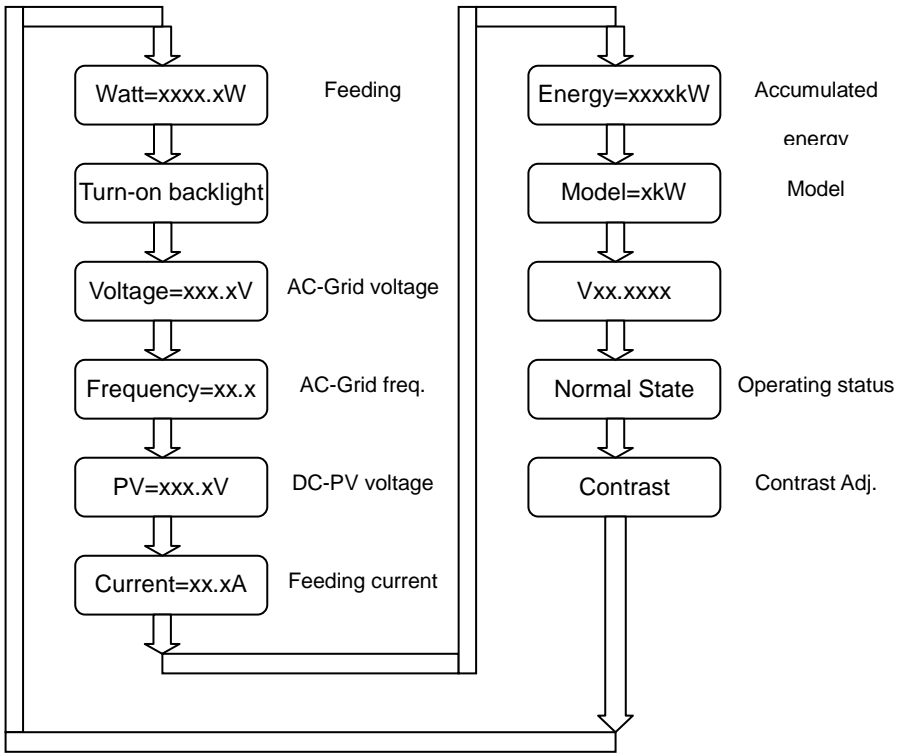 Watt=xxxx.xW
Feeding
Turn-on backlight
Voltage=xxx.xV
AC-Grid voltage
Frequency=xx.x
AC-Grid freq.
PV=xxx.xV
DC-PV voltage
Current=xx.xA
Feeding current
Energy=xxxxkW
Accumulated
energy
Model=xkW
Model
Vxx.xxxx
Normal State
Operating status
Contrast
Contrast Adj.